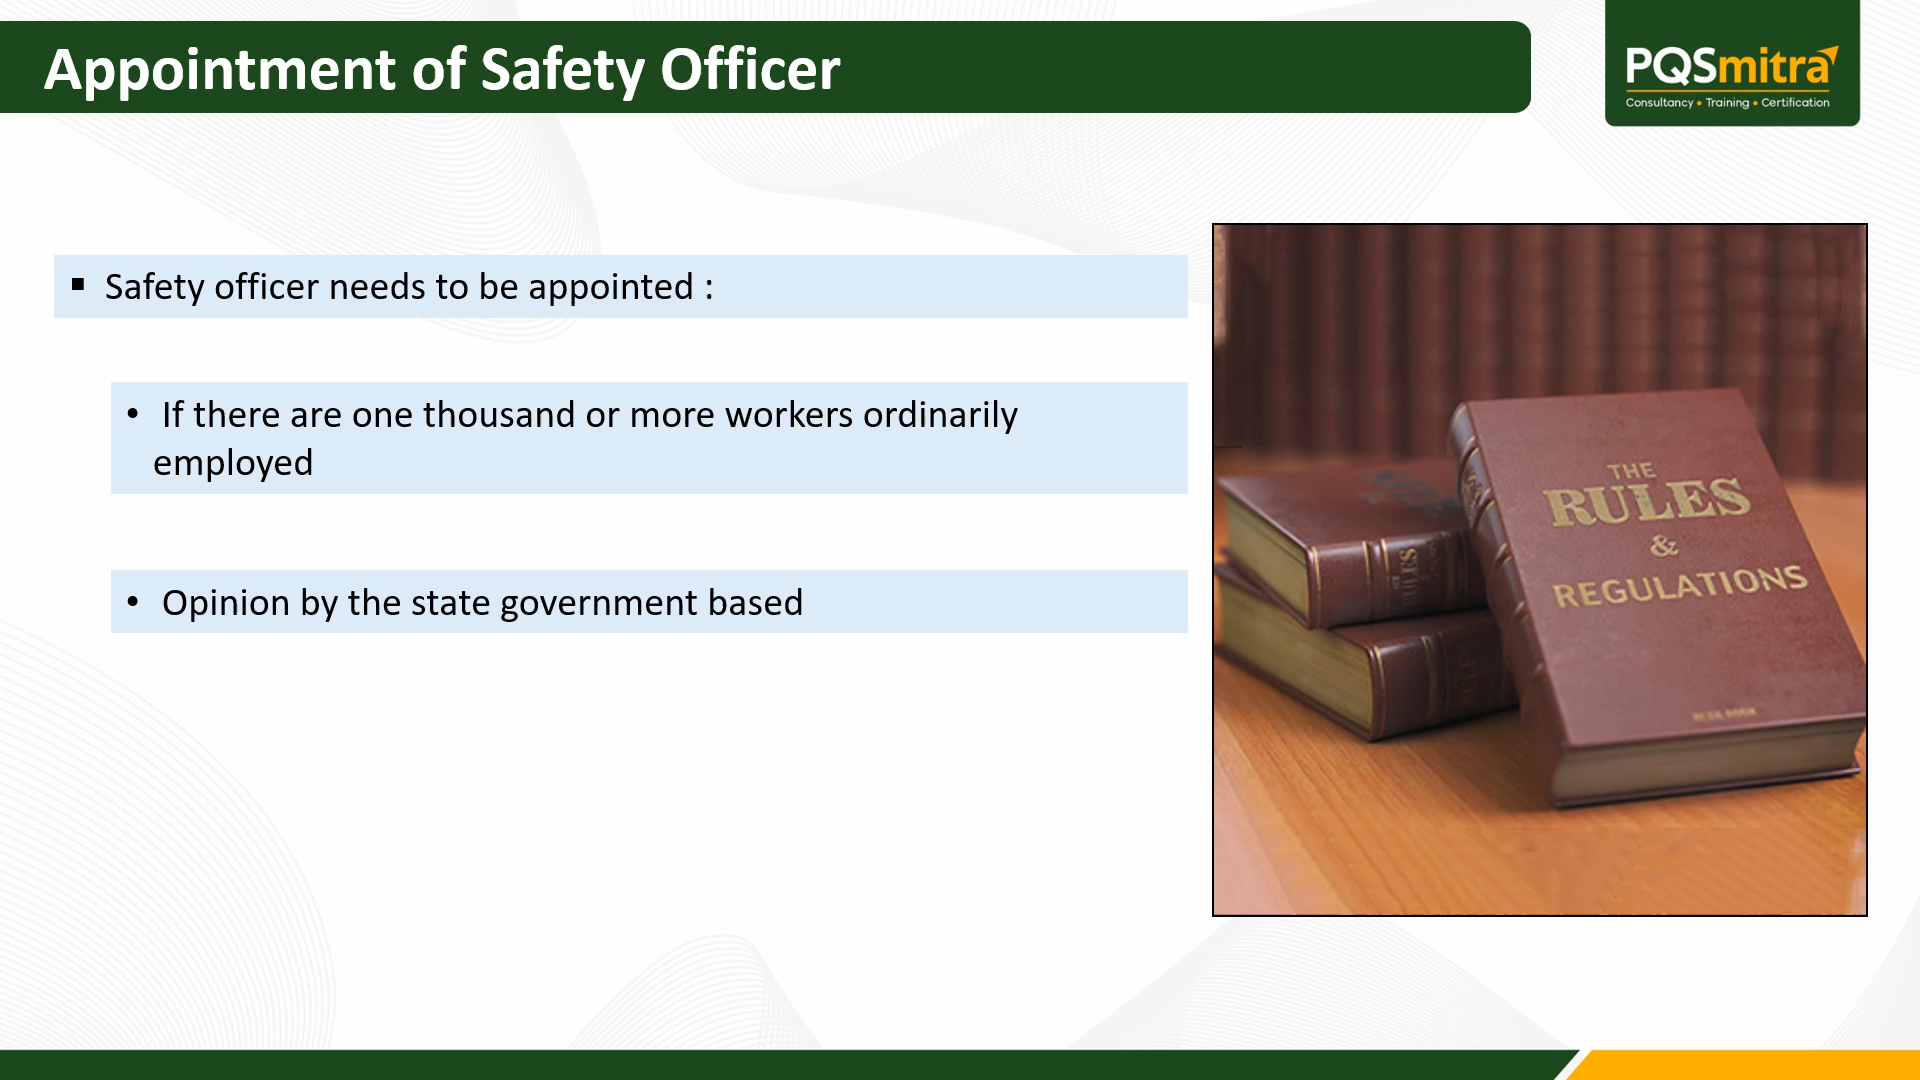 Appointment of Safety Officer
PQSmitra
Consultancy • Training • Certification
▪ Safety officer needs to be appointed :
• If there are one thousand or more workers ordinarily
employed
• Opinion by the state government based
THE
RULES
&
REGULATIONS
RULES